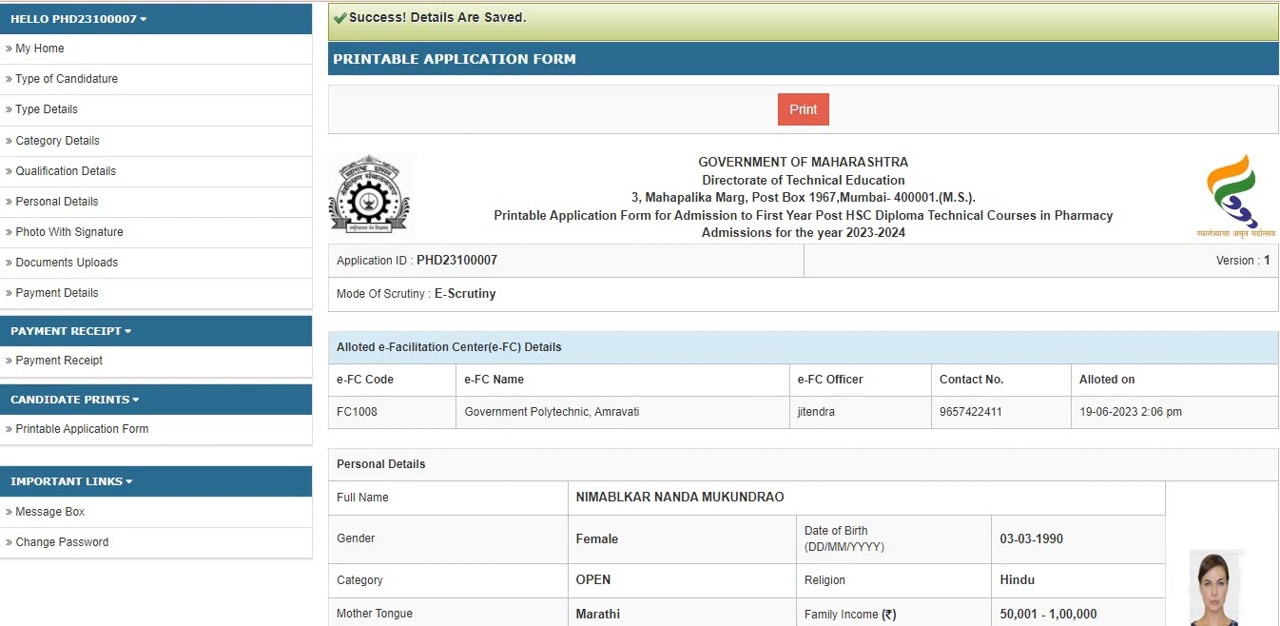 HELLO PHD23100007
» My Home
» Type of Candidature
» Type Details
» Category Details
» Qualification Details
» Personal Details
» Photo With Signature
» Documents Uploads
» Payment Details
PAYMENT RECEIPT
» Payment Receipt
CANDIDATE PRINTS
» Printable Application Form
IMPORTANT LINKS
» Message Box
» Change Password
Success! Details Are Saved.
PRINTABLE APPLICATION FORM
Print
GOVERNMENT OF MAHARASHTRA
Directorate of Technical Education
3, Mahapalika Marg, Post Box 1967,Mumbai- 400001.(M.S.).
Printable Application Form for Admission to First Year Post HSC Diploma Technical Courses in Pharmacy
Admissions for the year 2023-2024
Application ID : PHD23100007 Version : 1
Mode Of Scrutiny : E-Scrutiny
Alloted e-Facilitation Center(e-FC) Details
e-FC Code e-FC Name e-FC Officer Contact No. Alloted on
FC1008 Government Polytechnic, Amravati jitendra 9657422411 19-06-2023 2:06 pm
Personal Details
Full Name NIMABLKAR NANDA MUKUNDRAO
Gender Female Date of Birth (DD/MM/YYYY) 03-03-1990
Category OPEN Religion Hindu
Mother Tongue Marathi Family Income (₹) 50,001 - 1,00,000